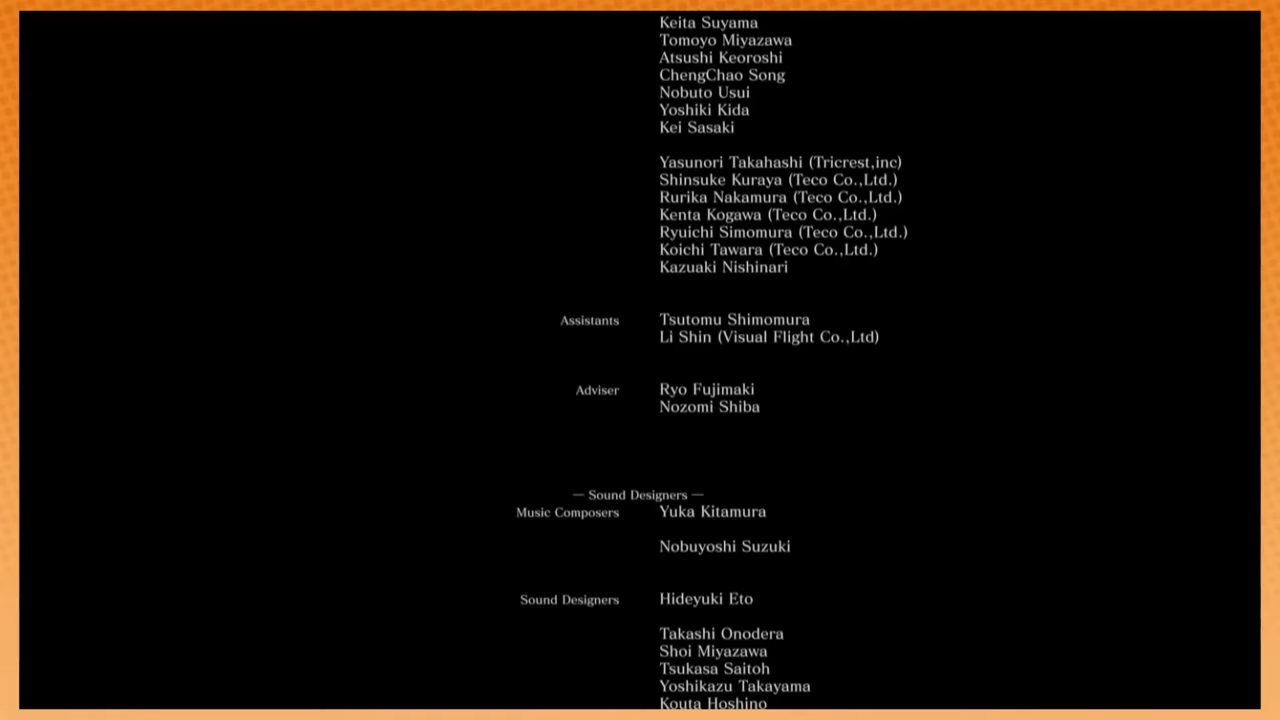 Keita Suyama
Tomoyo Miyazawa
Atsushi Keoroshi
ChengChao Song
Nobuto Usui
Yoshiki Kida
Kei Sasaki
Yasunori Takahashi (Tricrest,inc)
Shinsuke Kuraya (Teco Co.,Ltd.)
Rurika Nakamura (Teco Co.,Ltd.)
Kenta Kogawa (Teco Co.,Ltd.)
Ryuichi Simomura (Teco Co.,Ltd.)
Koichi Tawara (Teco Co.,Ltd.)
Kazuaki Nishinari
Assistants Tsutomu Shimomura
Li Shin (Visual Flight Co.,Ltd)
Adviser Ryo Fujimaki
Nozomi Shiba
— Sound Designers —
Music Composers Yuka Kitamura
Nobuyoshi Suzuki
Sound Designers Hideyuki Eto
Takashi Onodera
Shoi Miyazawa
Tsukasa Saitoh
Yoshikazu Takayama
Kouta Hoshino